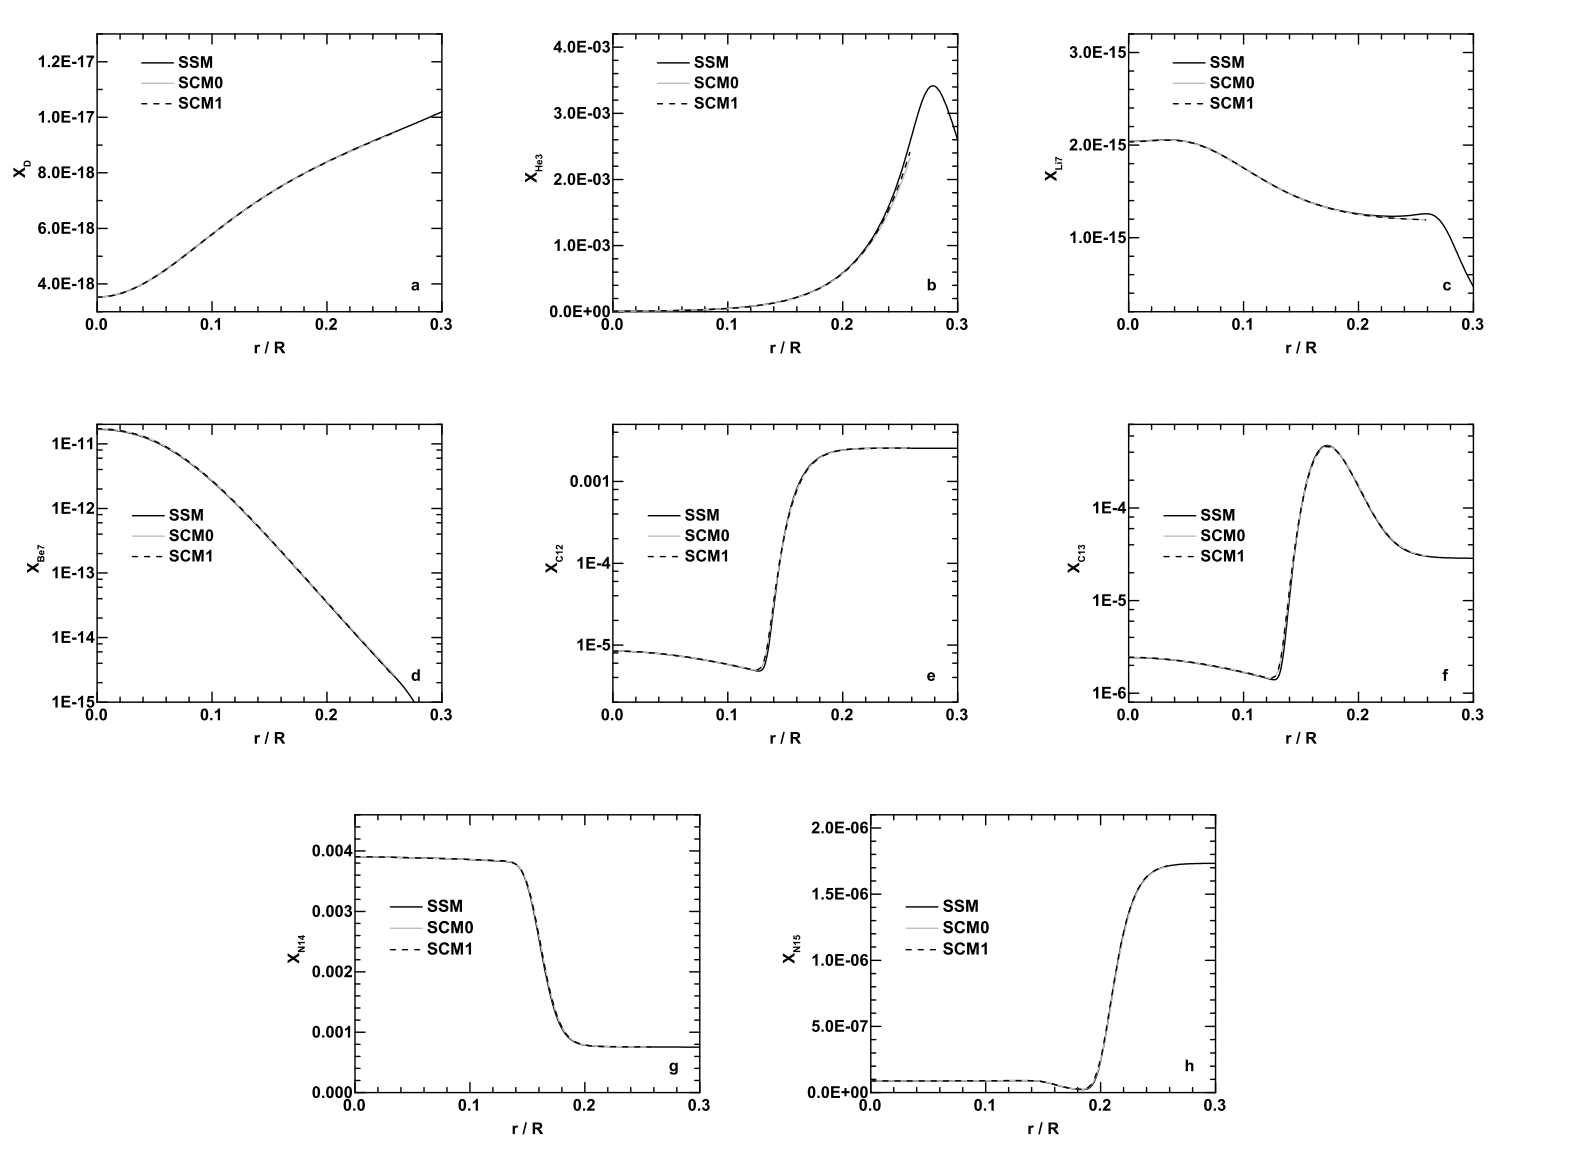 SSM
SCM0
SCM1
1.2E-17
1.0E-17
8.0E-18
6.0E-18
4.0E-18
X_D
a
0.0 0.1 0.2 0.3
r / R
SSM
SCM0
SCM1
4.0E-03
3.0E-03
2.0E-03
1.0E-03
0.0E+00
X_He3
b
0.0 0.1 0.2 0.3
r / R
SSM
SCM0
SCM1
3.0E-15
2.0E-15
1.0E-15
X_Li7
c
0.0 0.1 0.2 0.3
r / R
SSM
SCM0
SCM1
1E-11
1E-12
1E-13
1E-14
1E-15
X_Be7
d
0.0 0.1 0.2 0.3
r / R
SSM
SCM0
SCM1
0.001
1E-4
1E-5
X_C12
e
0.0 0.1 0.2 0.3
r / R
SSM
SCM0
SCM1
1E-4
1E-5
1E-6
X_C13
f
0.0 0.1 0.2 0.3
r / R
SSM
SCM0
SCM1
0.004
0.003
0.002
0.001
0.000
X_N14
g
0.0 0.1 0.2 0.3
r / R
SSM
SCM0
SCM1
2.0E-06
1.5E-06
1.0E-06
5.0E-07
0.0E+00
X_N15
h
0.0 0.1 0.2 0.3
r / R